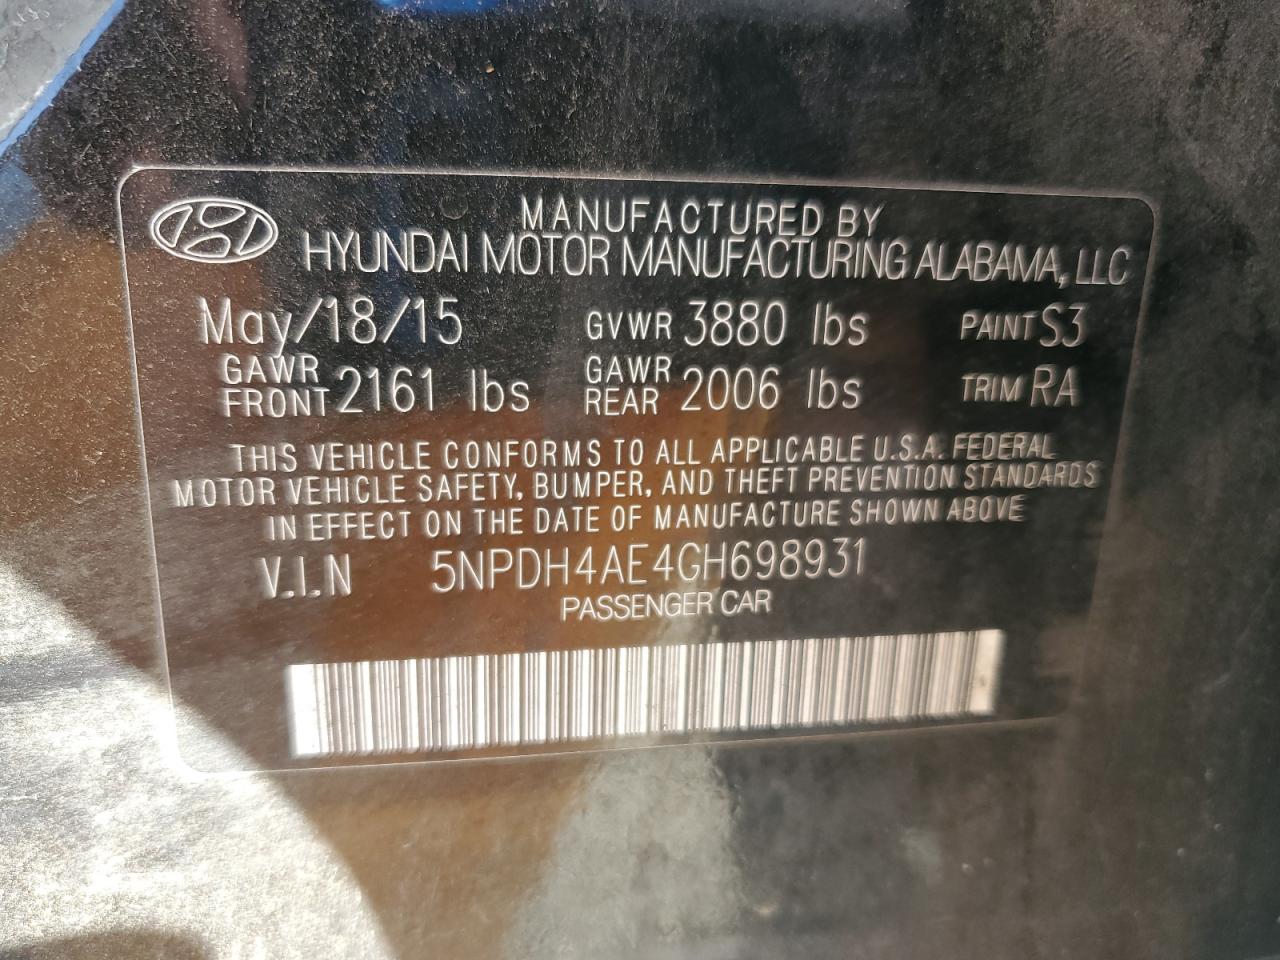 MANUFACTURED BY
HYUNDAI MOTOR MANUFACTURING ALABAMA, LLC
May/18/15 GVWR 3880 lbs PAINT S3
GAWR FRONT 2161 lbs GAWR REAR 2006 lbs TRIM RA
THIS VEHICLE CONFORMS TO ALL APPLICABLE U.S.A. FEDERAL
MOTOR VEHICLE SAFETY, BUMPER, AND THEFT PREVENTION STANDARDS
IN EFFECT ON THE DATE OF MANUFACTURE SHOWN ABOVE
V.I.N 5NPDH4AE4GH698931
PASSENGER CAR